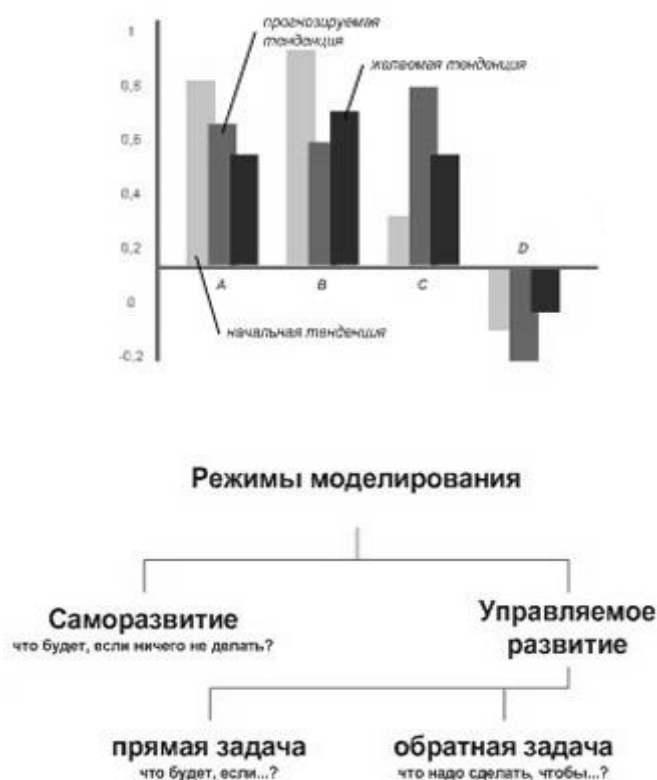 1
прогнозируемая
тенденция
желаемая тенденция
0,8
0,6
0,4
0,2
D
A
B
C
0
начальная тенденция
-0,2
Режимы моделирования
Саморазвитие
что будет, если ничего не делать?
Управляемое
развитие
прямая задача
что будет, если...?
обратная задача
что надо сделать, чтобы...?